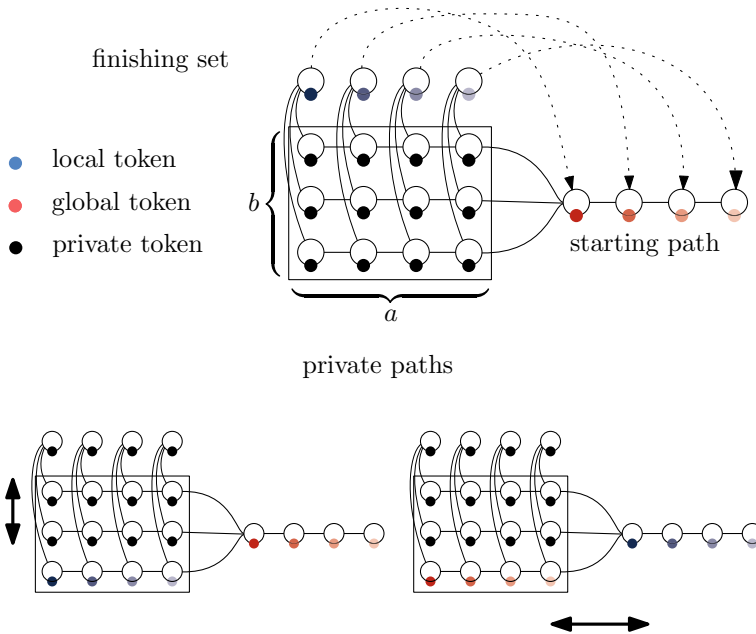 finishing set
local token
global token
private token
b
starting path
a
private paths